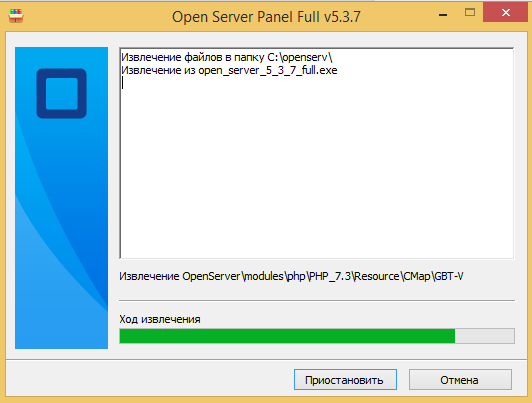 Open Server Panel Full v5.3.7
Извлечение файлов в папку C:\openserv\
Извлечение из open_server_5_3_7_full.exe
Извлечение OpenServer\modules\php\PHP_7.3\Resource\CMap\GBT-V
Ход извлечения
Приостановить
Отмена